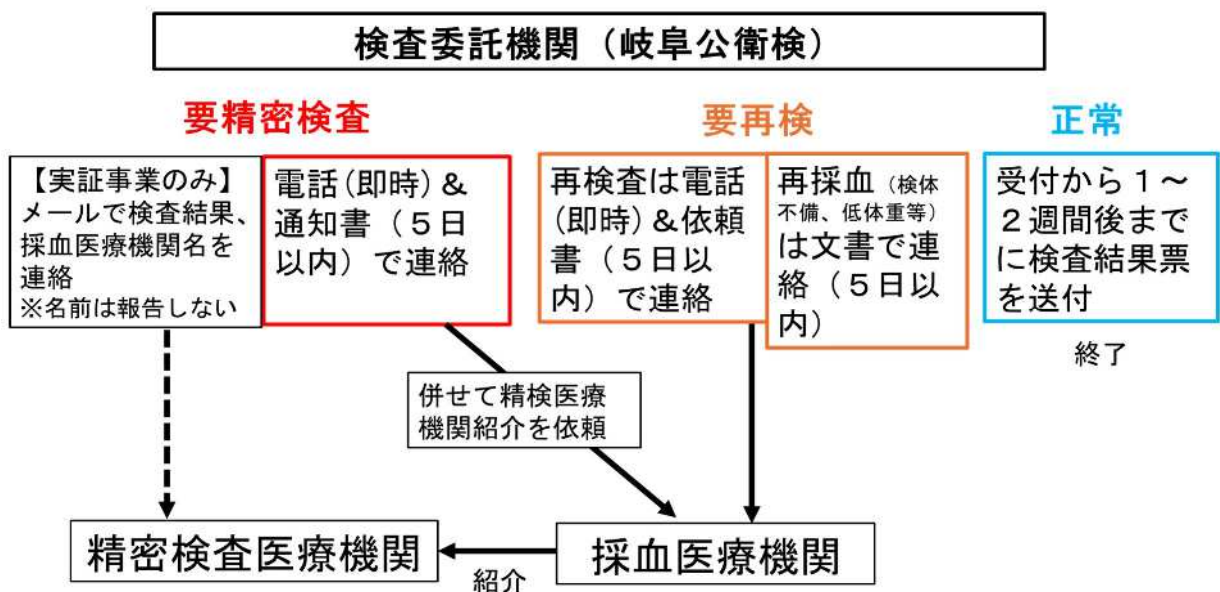 検査委託機関（岐阜公衛検）
要精密検査
【実証事業のみ】
メールで検査結果、
採血医療機関名を
連絡
※名前は報告しない
電話（即時）&
通知書（５日
以内）で連絡
要再検
再検査は電話
（即時）&依頼
書（５日以
内）で連絡
再採血（検体
不備、低体重等）
は文書で連
絡（５日以
内）
正常
受付から１～
２週間後まで
に検査結果票
を送付
終了
併せて精検医療
機関紹介を依頼
精密検査医療機関
紹介
採血医療機関